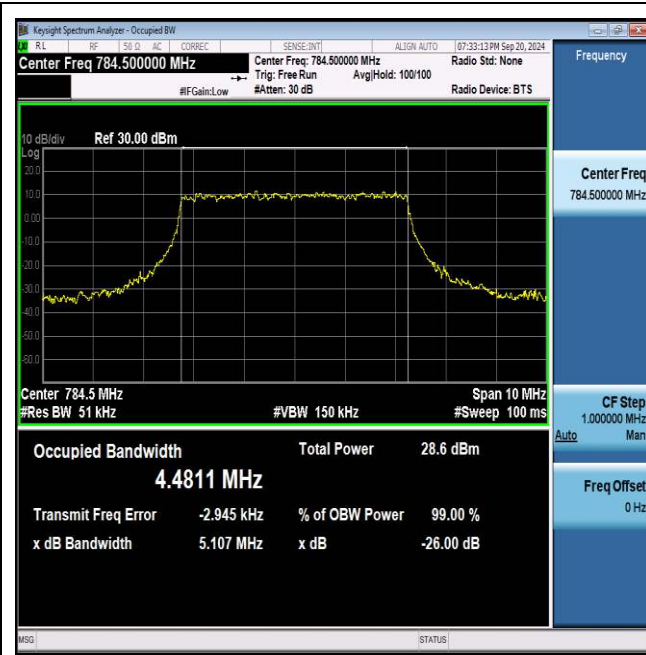 Keysight Spectrum Analyzer - Occupied BW
RL RF 50 Ω AC CORREC SENSE:INT ALIGN AUTO 07:33:13 PM Sep 20, 2024
Center Freq 784.500000 MHz
Center Freq: 784.500000 MHz
Radio Std: None
Trig: Free Run Avg|Hold: 100/100
#IFGain:Low #Atten: 30 dB Radio Device: BTS
10 dB/div Ref 30.00 dBm
Log
20.0
10.0
0.00
-10.0
-20.0
-30.0
-40.0
-50.0
-60.0
Center 784.5 MHz Span 10 MHz
#Res BW 51 kHz #VBW 150 kHz #Sweep 100 ms
Occupied Bandwidth Total Power 28.6 dBm
4.4811 MHz
Transmit Freq Error -2.945 kHz % of OBW Power 99.00 %
x dB Bandwidth 5.107 MHz x dB -26.00 dB
MSG STATUS
Frequency
Center Freq
784.500000 MHz
CF Step
1.000000 MHz
Auto Man
Freq Offset
0 Hz